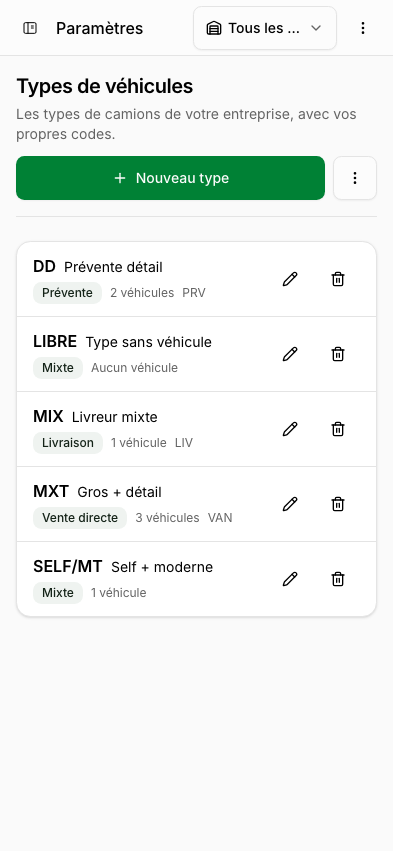 Paramètres
Tous les ...
Types de véhicules
Les types de camions de votre entreprise, avec vos
propres codes.
+ Nouveau type
DD Prévente détail
Prévente 2 véhicules PRV
LIBRE Type sans véhicule
Mixte Aucun véhicule
MIX Livreur mixte
Livraison 1 véhicule LIV
MXT Gros + détail
Vente directe 3 véhicules VAN
SELF/MT Self + moderne
Mixte 1 véhicule